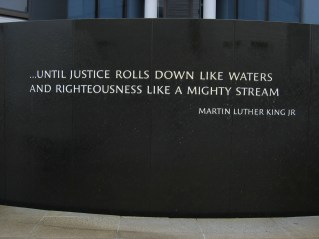 ...UNTIL JUSTICE ROLLS DOWN LIKE WATERS
AND RIGHTEOUSNESS LIKE A MIGHTY STREAM
MARTIN LUTHER KING JR